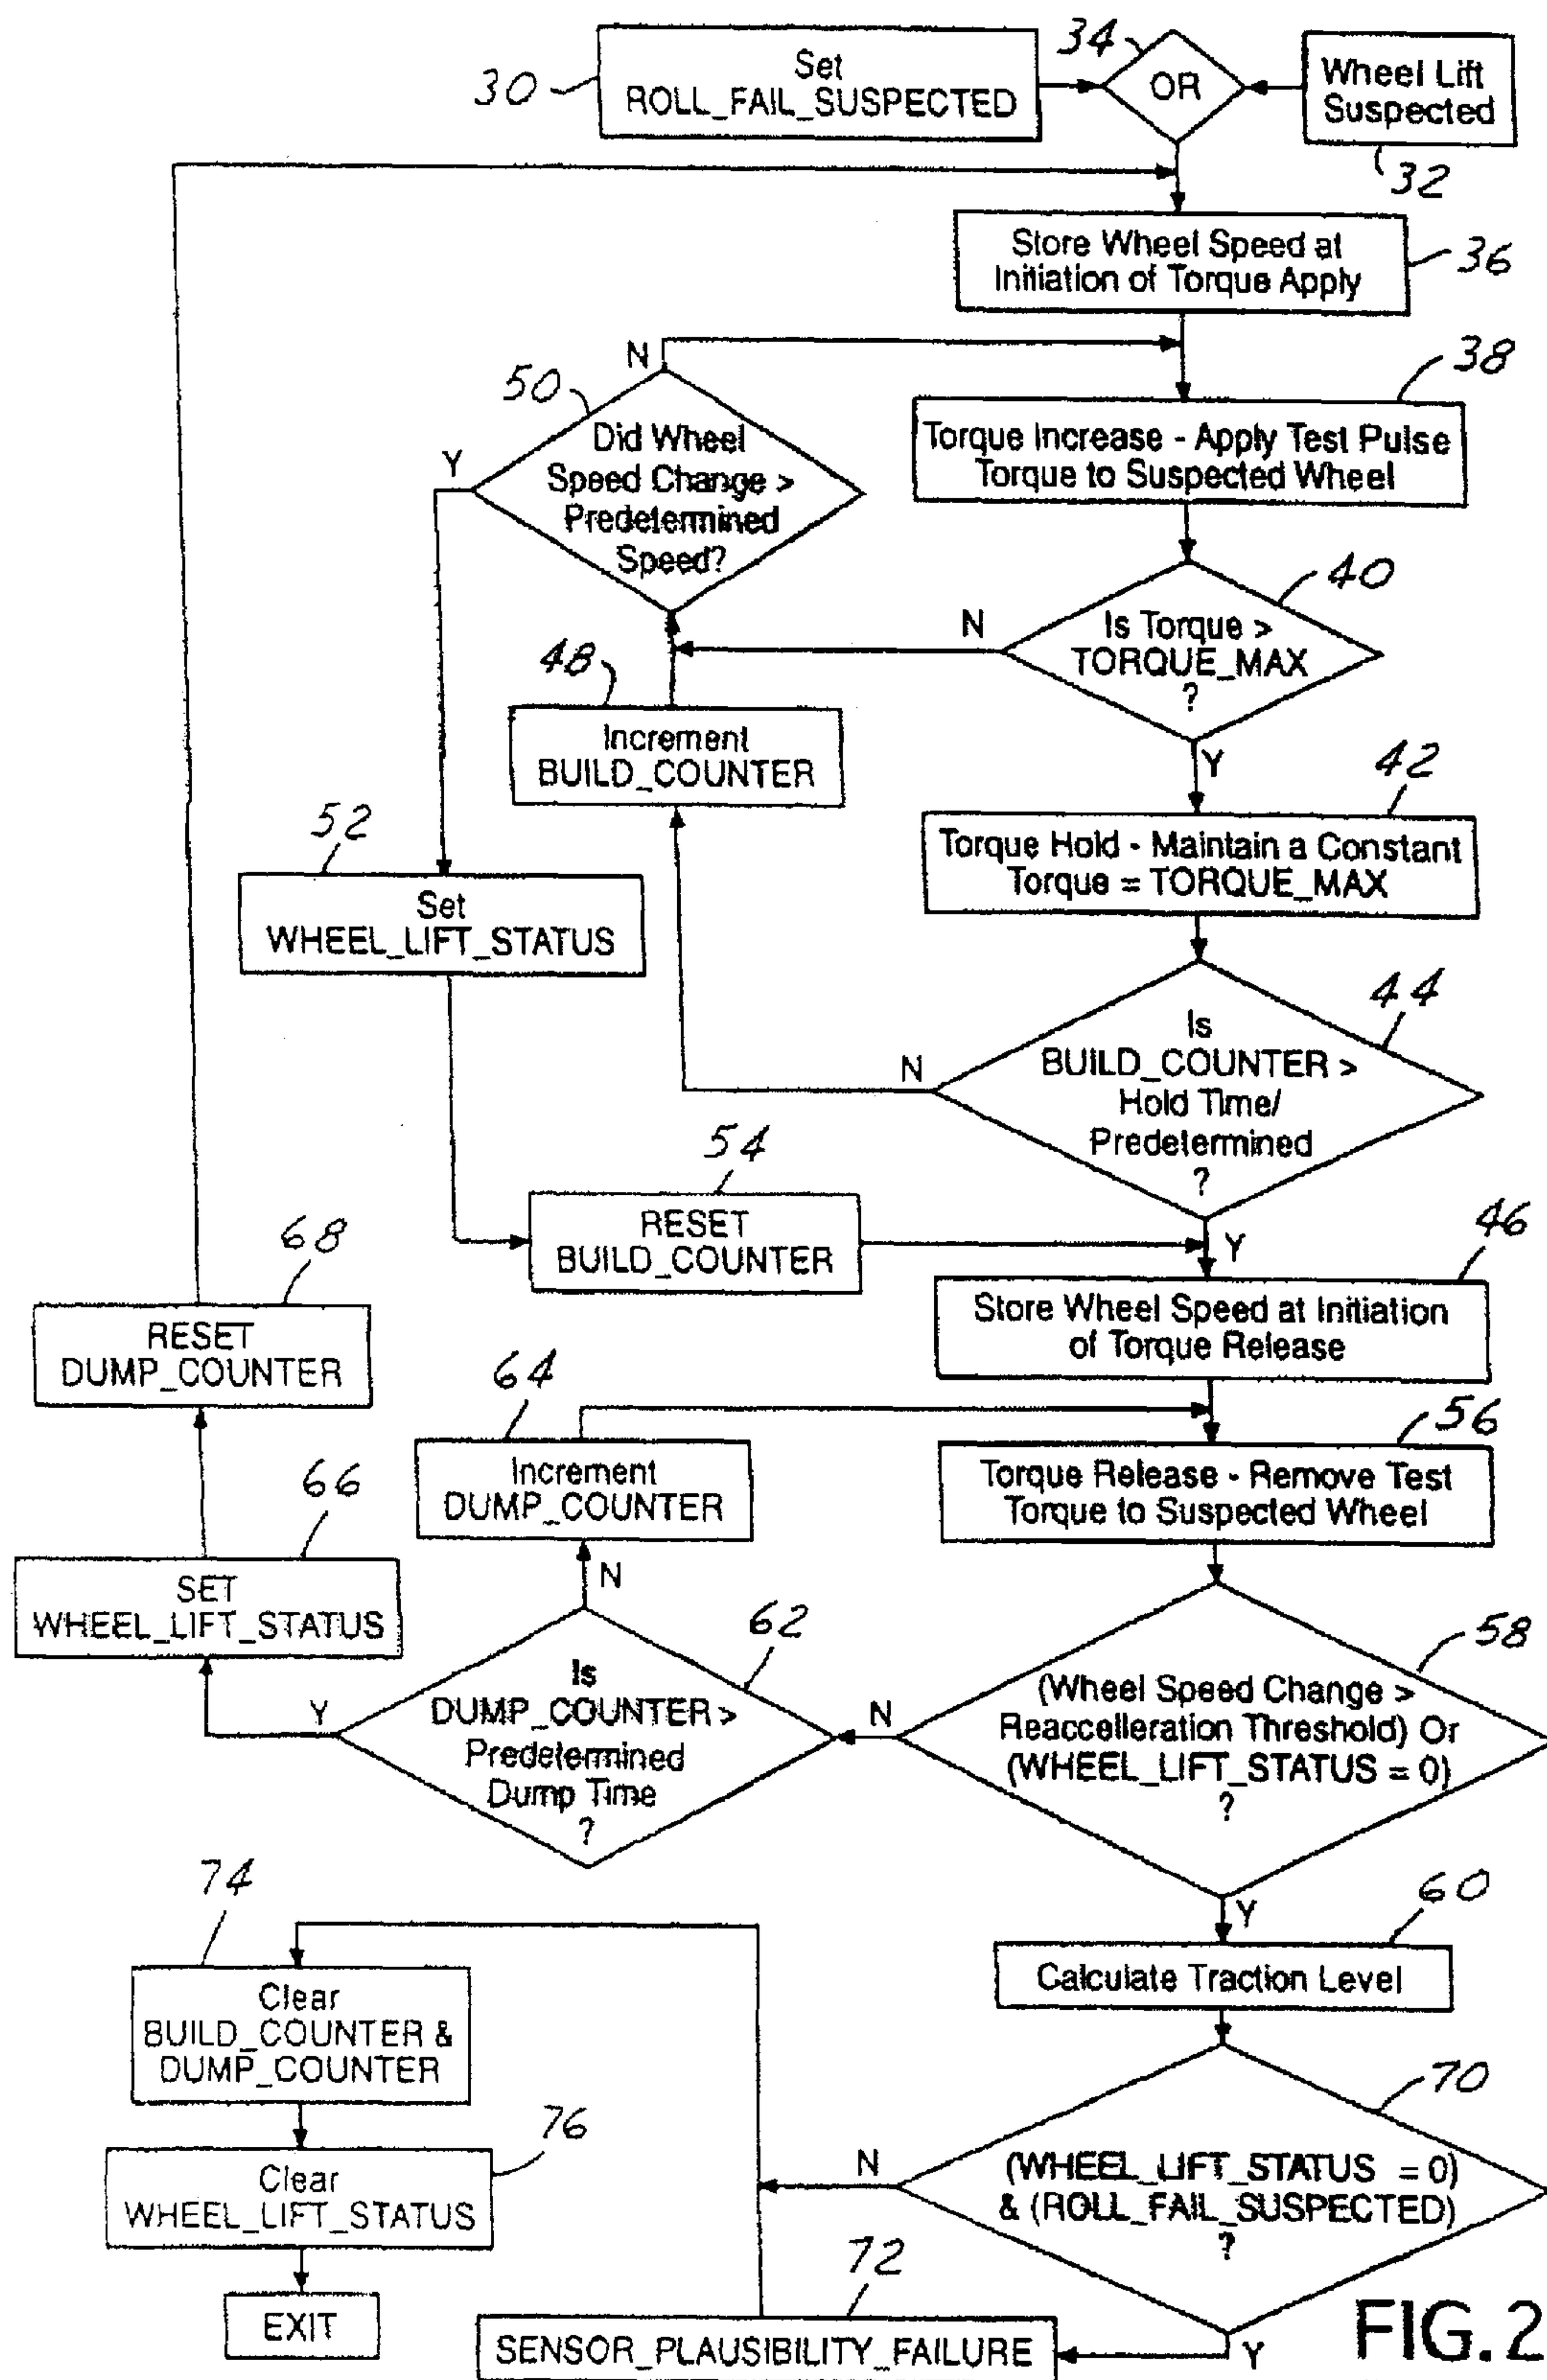 30
Set
ROLL_FAIL_SUSPECTED
34
OR
Wheel Lift
Suspected
32
Store Wheel Speed at
Initiation of Torque Apply
36
N
50
Did Wheel
Speed Change >
Predetermined
Speed?
Y
38
Torque Increase - Apply Test Pulse
Torque to Suspected Wheel
40
Is Torque >
TORQUE_MAX
?
N
Y
48
Increment
BUILD_COUNTER
42
Torque Hold - Maintain a Constant
Torque = TORQUE_MAX
52
Set
WHEEL_LIFT_STATUS
44
Is
BUILD_COUNTER >
Hold Time/
Predetermined
?
N
Y
54
RESET
BUILD_COUNTER
46
Store Wheel Speed at Initiation
of Torque Release
68
RESET
DUMP_COUNTER
64
Increment
DUMP_COUNTER
56
Torque Release - Remove Test
Torque to Suspected Wheel
66
SET
WHEEL_LIFT_STATUS
N
62
Is
DUMP_COUNTER >
Predetermined
Dump Time
?
Y
58
(Wheel Speed Change >
Reaccelleration Threshold) Or
(WHEEL_LIFT_STATUS = 0)
?
N
Y
60
Calculate Traction Level
74
Clear
BUILD_COUNTER &
DUMP_COUNTER
70
(WHEEL_LIFT_STATUS = 0)
& (ROLL_FAIL_SUSPECTED)
?
N
Y
76
Clear
WHEEL_LIFT_STATUS
EXIT
72
SENSOR_PLAUSIBILITY_FAILURE
FIG.2